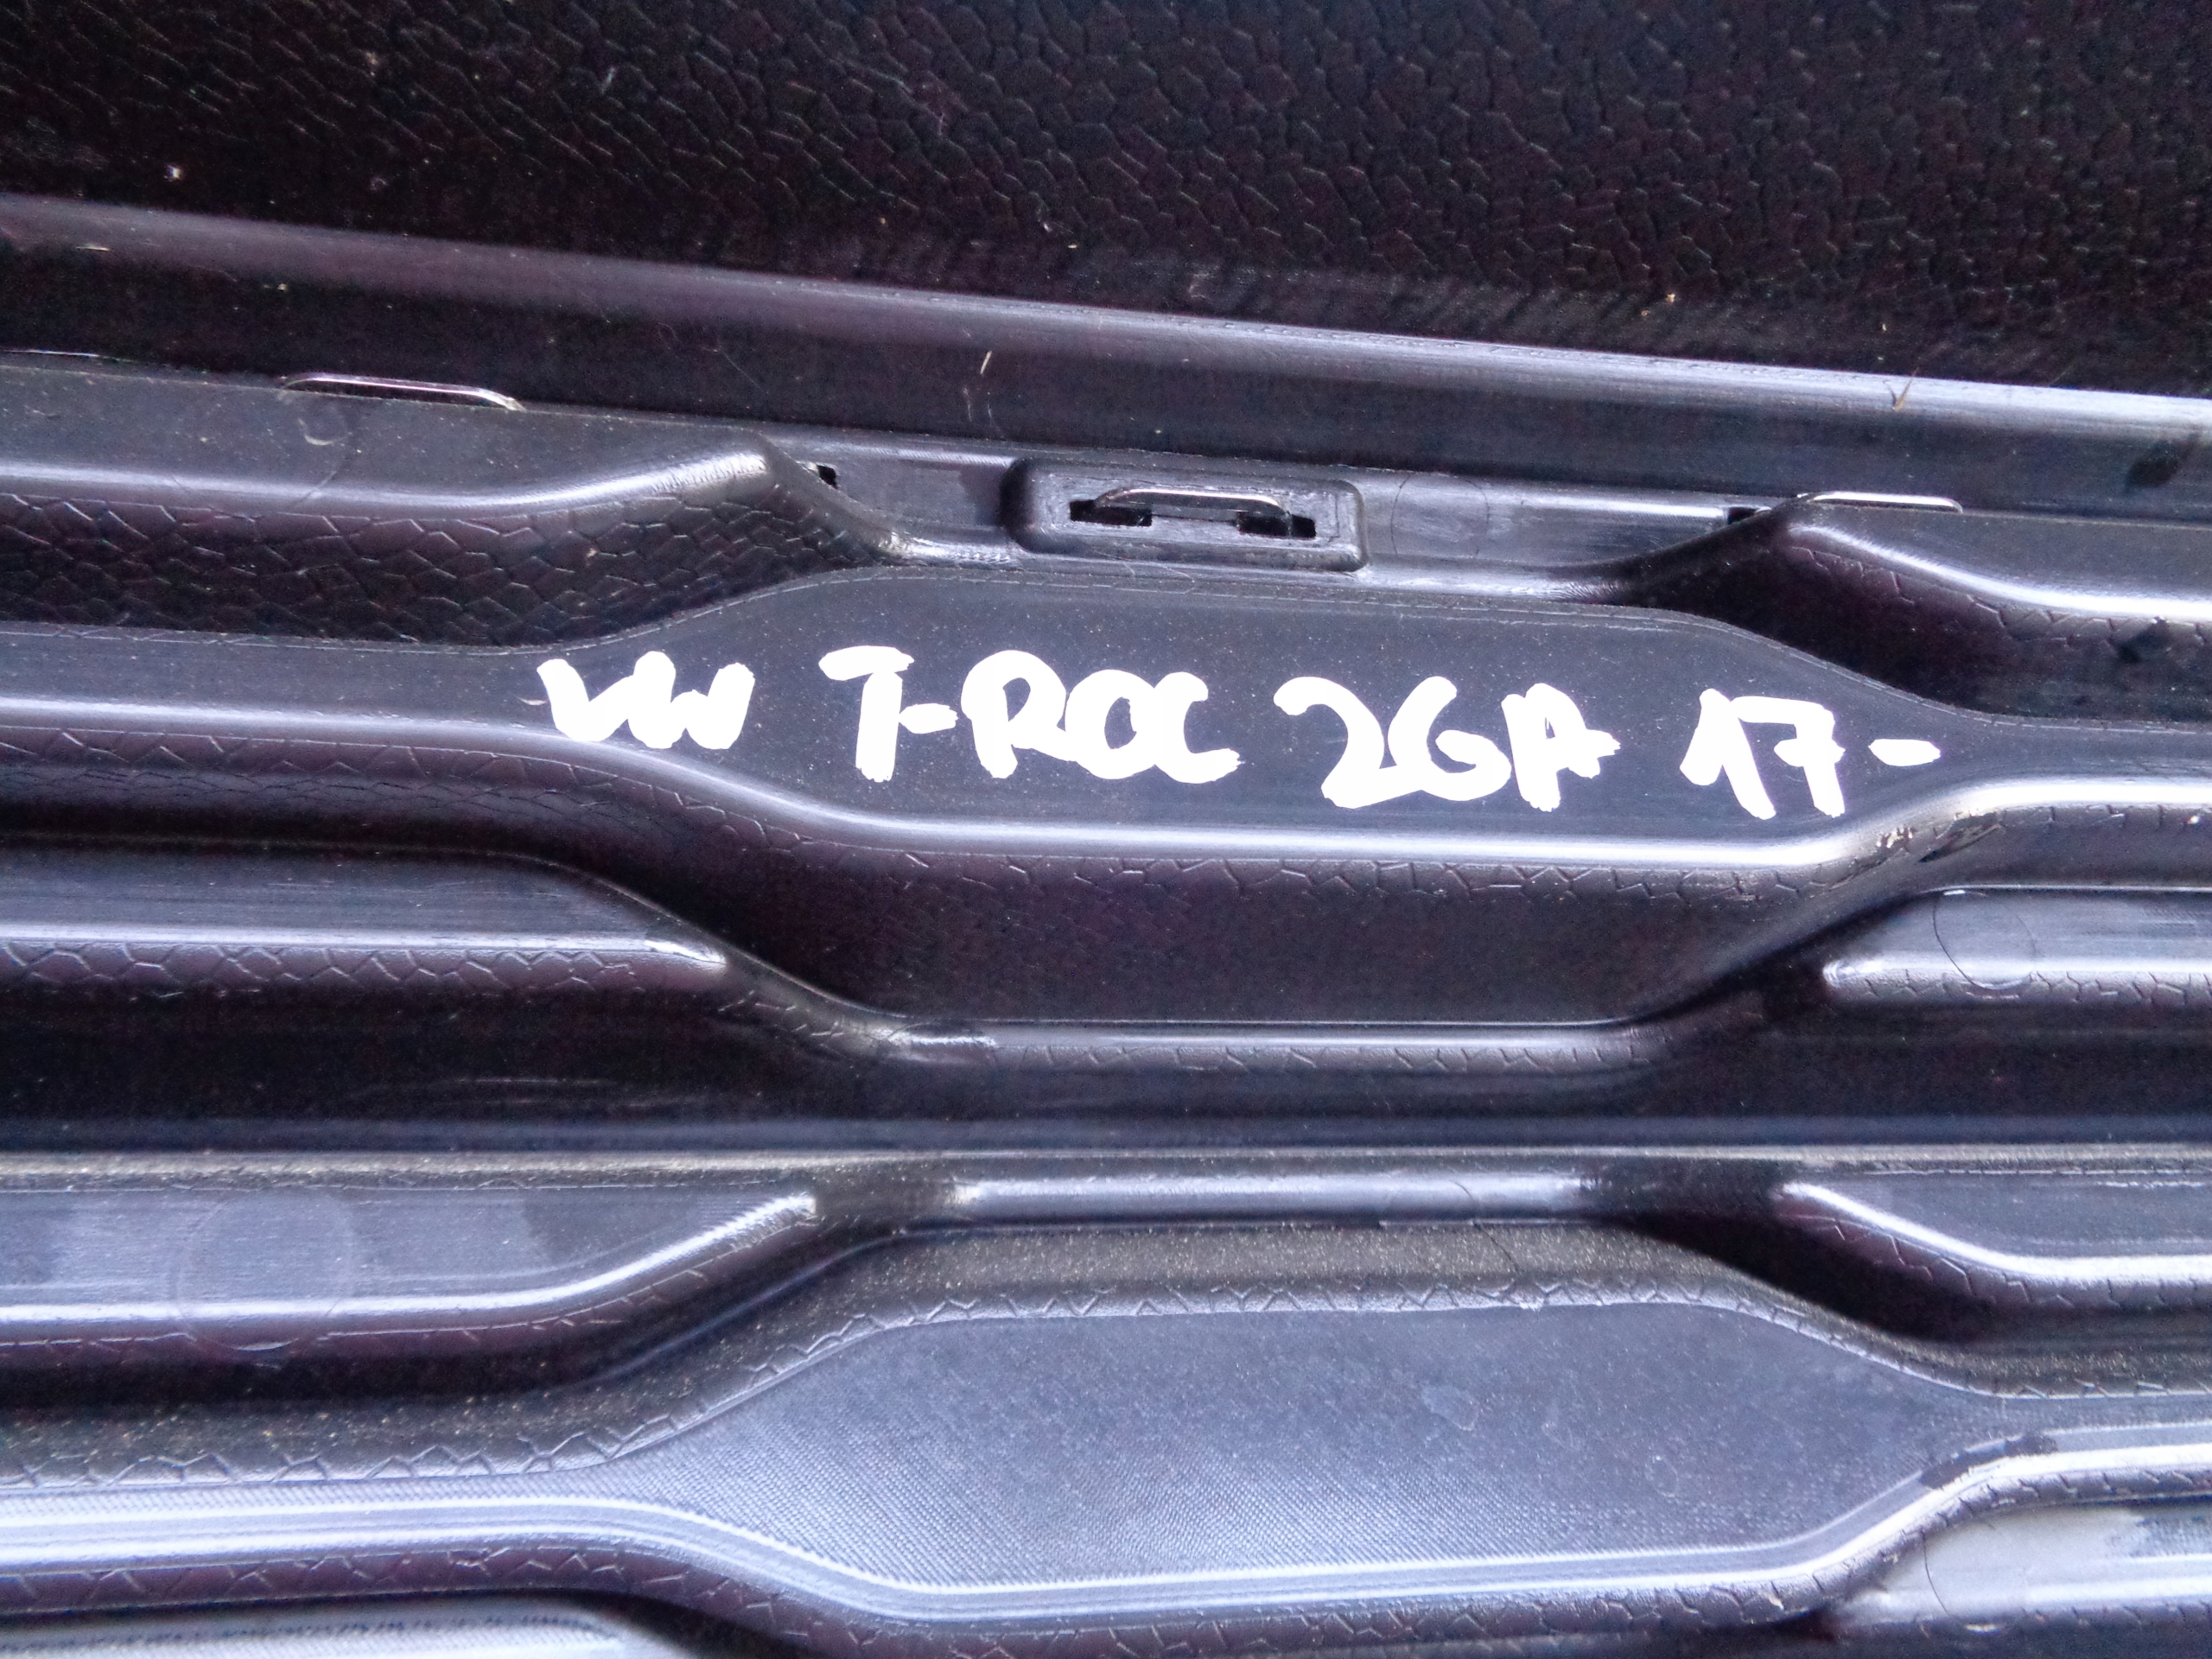 VW T-ROC 2GA 17-